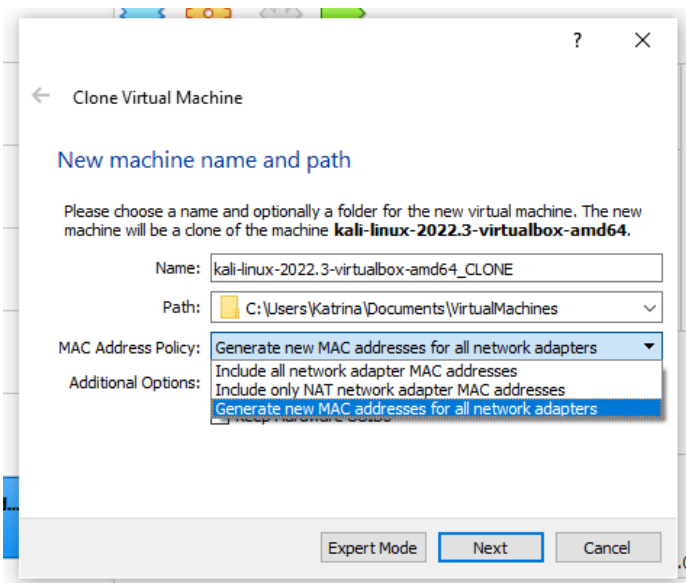 ?
Clone Virtual Machine
New machine name and path
Please choose a name and optionally a folder for the new virtual machine. The new
machine will be a clone of the machine kali-linux-2022.3-virtualbox-amd64.
Name: kali-linux-2022.3-virtualbox-amd64_CLONE
Path: C:\Users\Katrina\Documents\VirtualMachines
MAC Address Policy: Generate new MAC addresses for all network adapters
Include all network adapter MAC addresses
Additional Options: Include only NAT network adapter MAC addresses
Generate new MAC addresses for all network adapters
Keep Hardware UUIDs
Expert Mode Next Cancel